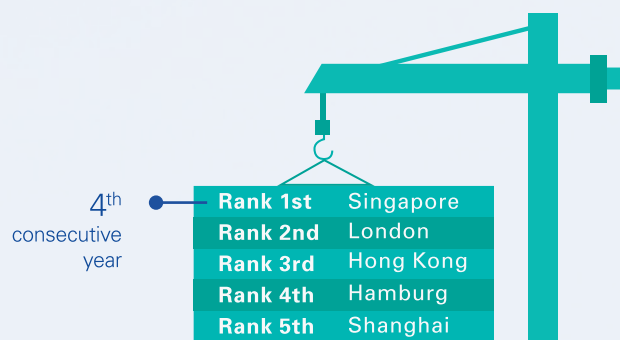 4th
consecutive
year
Rank 1st Singapore
Rank 2nd London
Rank 3rd Hong Kong
Rank 4th Hamburg
Rank 5th Shanghai